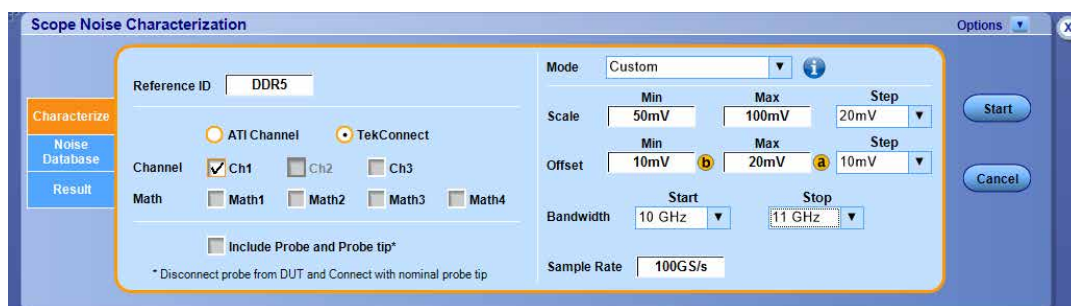 Scope Noise Characterization
Options
X
Characterize
Noise
Database
Result
Reference ID DDR5
ATI Channel TekConnect
Channel Ch1 Ch2 Ch3
Math Math1 Math2 Math3 Math4
Include Probe and Probe tip*
* Disconnect probe from DUT and Connect with nominal probe tip
Mode Custom i
Min Max Step
Scale 50mV 100mV 20mV
Min Max Step
Offset 10mV b 20mV a 10mV
Start Stop
Bandwidth 10 GHz 11 GHz
Sample Rate 100GS/s
Start
Cancel